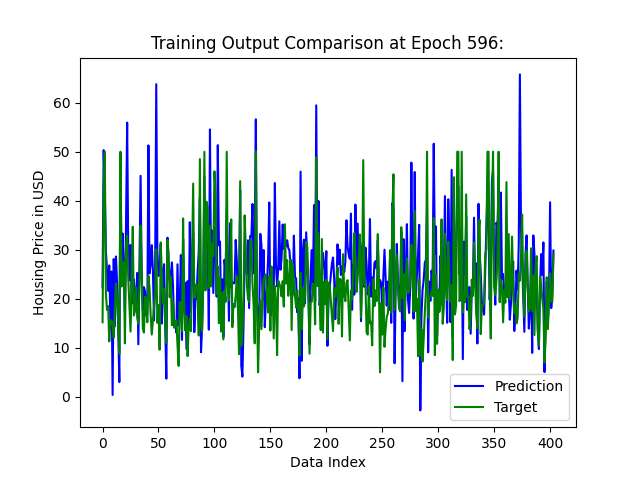 Training Output Comparison at Epoch 596:
Housing Price in USD
60
50
40
30
20
10
0
0 50 100 150 200 250 300 350 400
Data Index
Prediction
Target